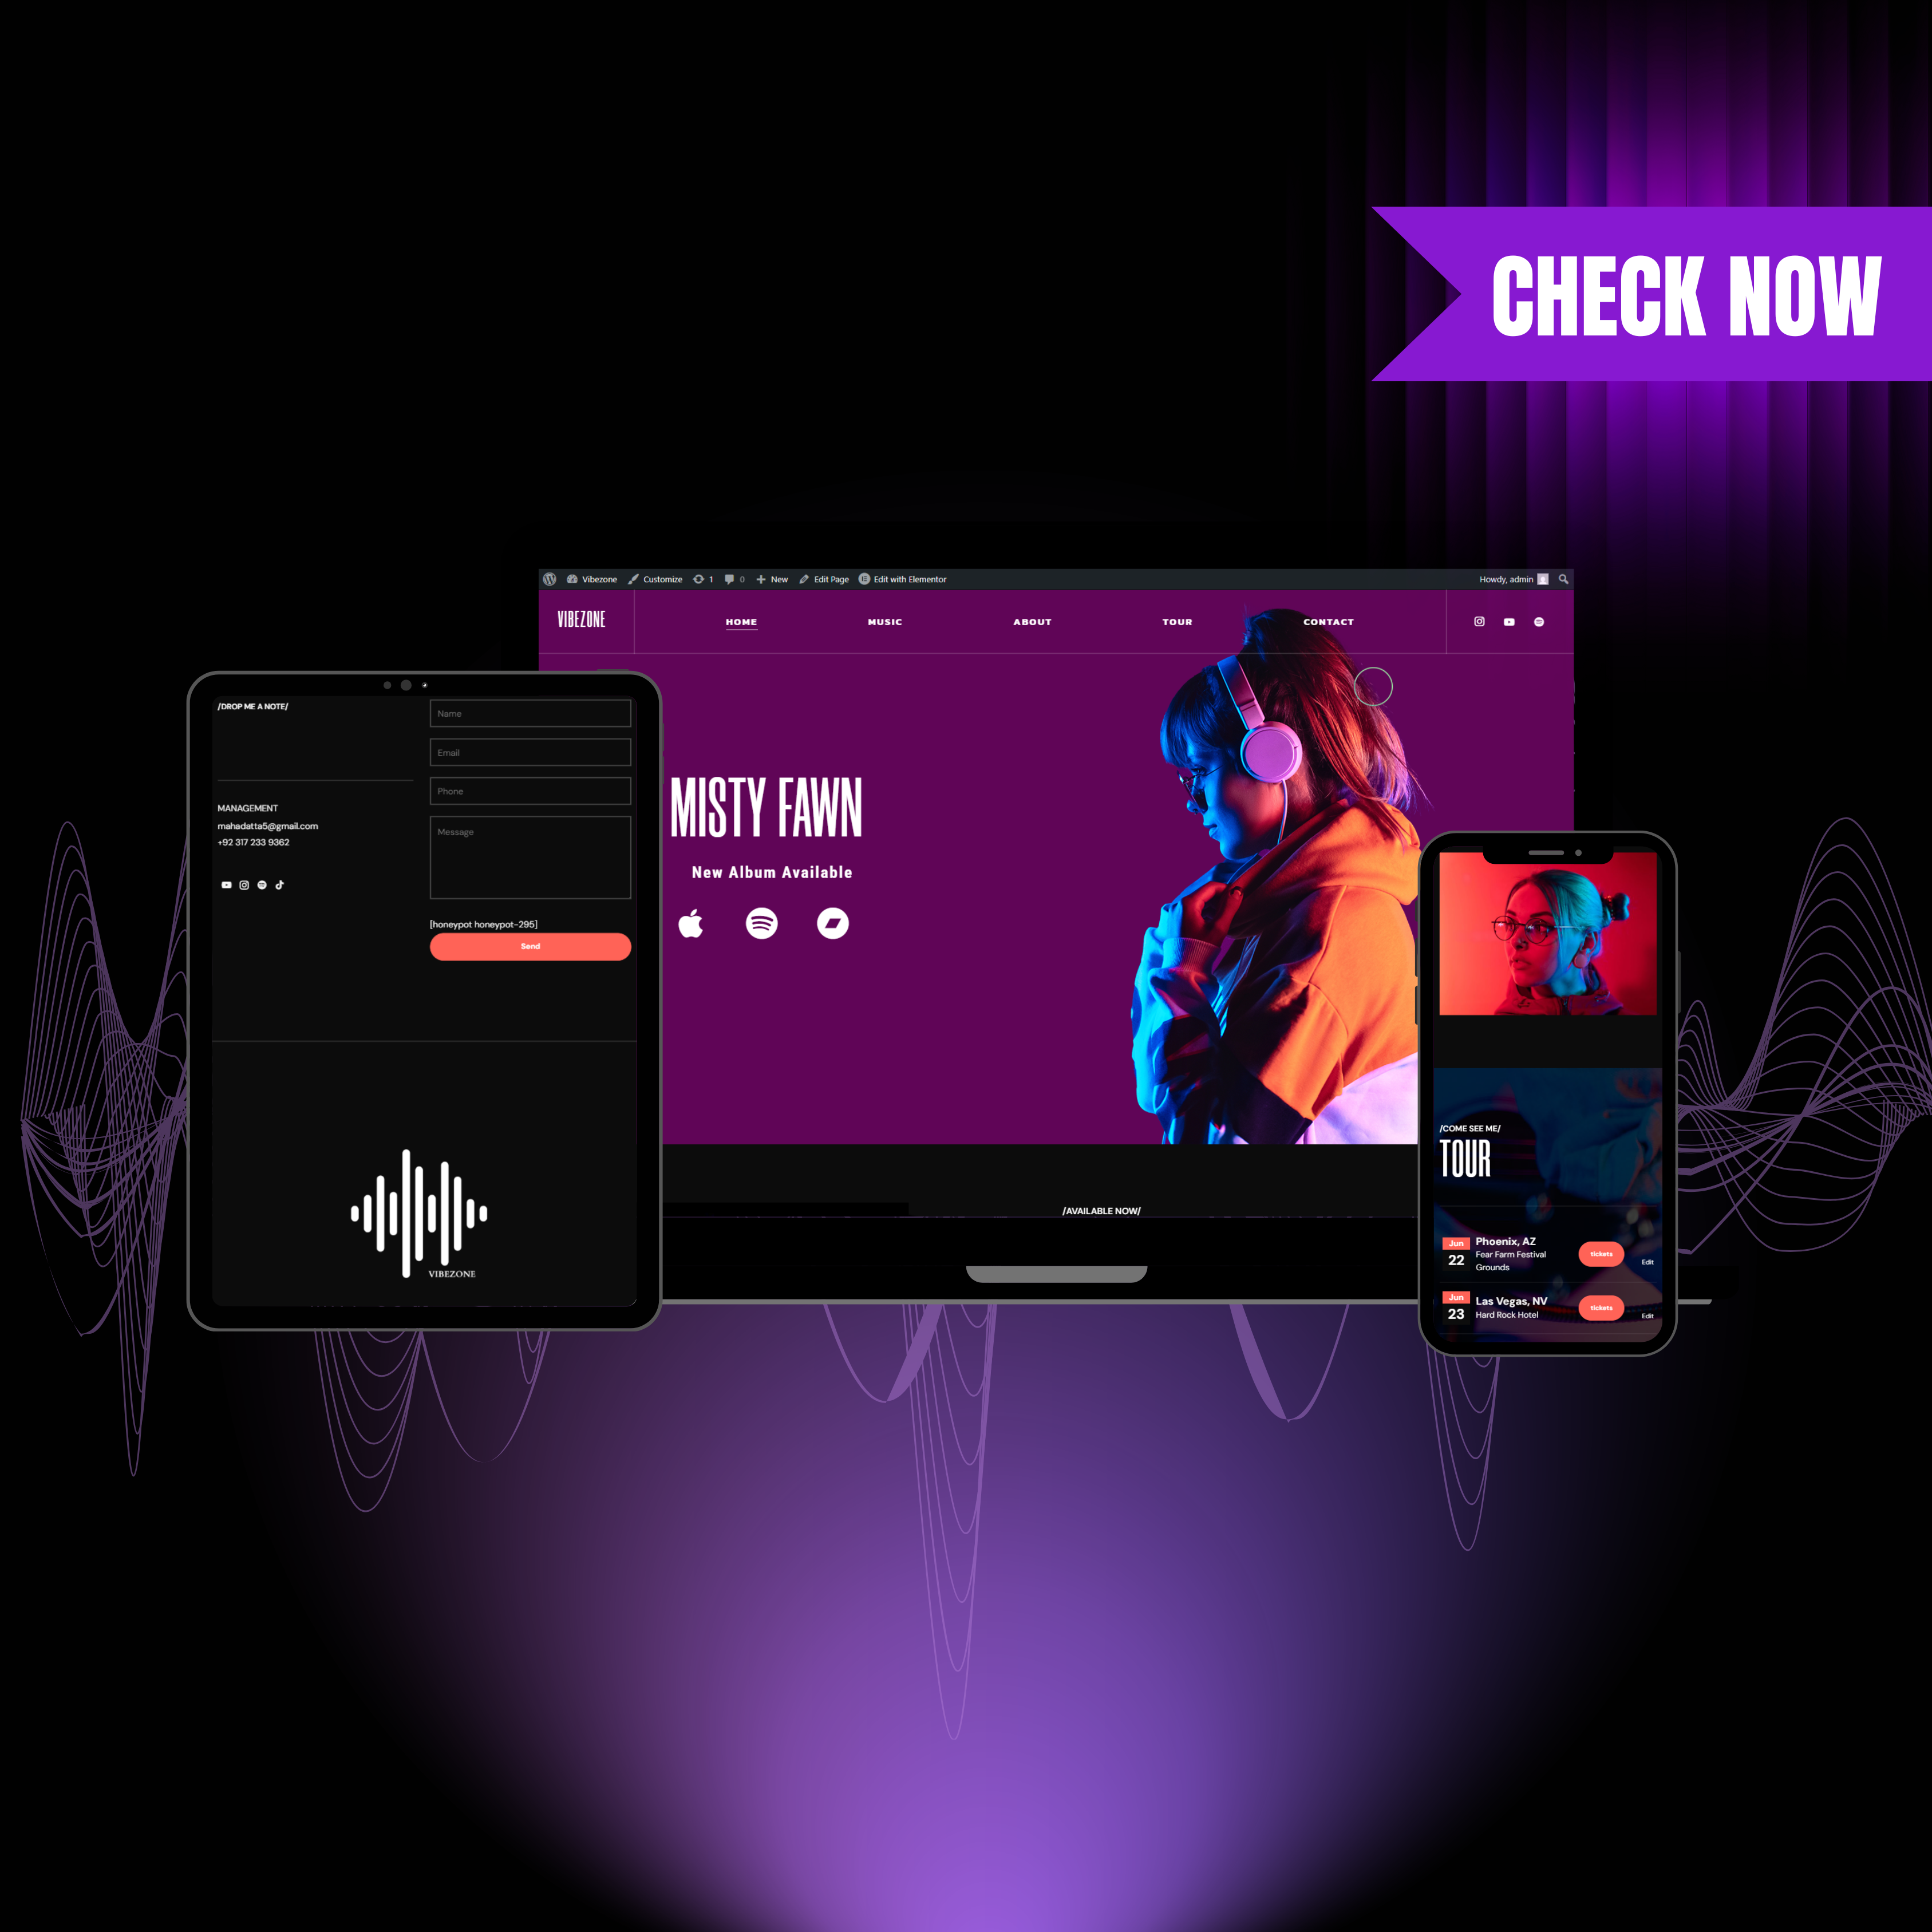 CHECK NOW
Vibezone Customize 1 0 New Edit Page Edit with Elementor Howdy, admin
VIBEZONE HOME MUSIC ABOUT TOUR CONTACT
MISTY FAWN
New Album Available
/AVAILABLE NOW/
/DROP ME A NOTE/
MANAGEMENT
mahadatta5@gmail.com
+92 317 233 9362
Name
Email
Phone
Message
[honeypot honeypot-295]
Send
VIBEZONE
/COME SEE ME/
TOUR
Jun
22
Phoenix, AZ
Fear Farm Festival
Grounds
tickets
Edit
Jun
23
Las Vegas, NV
Hard Rock Hotel
tickets
Edit